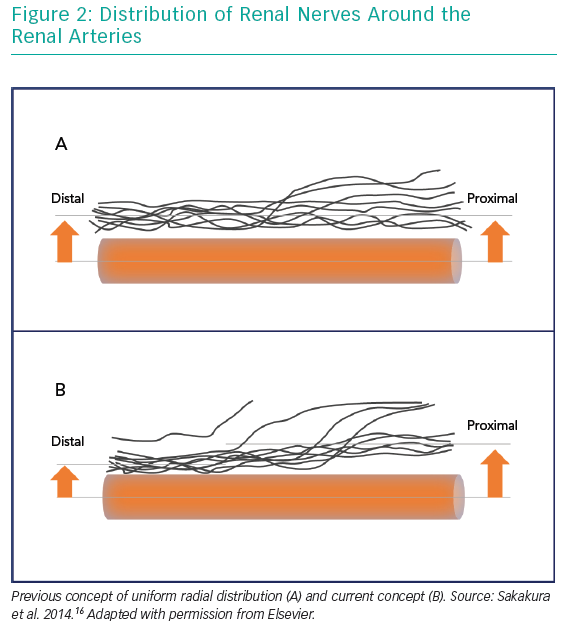 Figure 2: Distribution of Renal Nerves Around the
Renal Arteries
A
Distal
Proximal
B
Distal
Proximal
Previous concept of uniform radial distribution (A) and current concept (B). Source: Sakakura
et al. 2014.16 Adapted with permission from Elsevier.